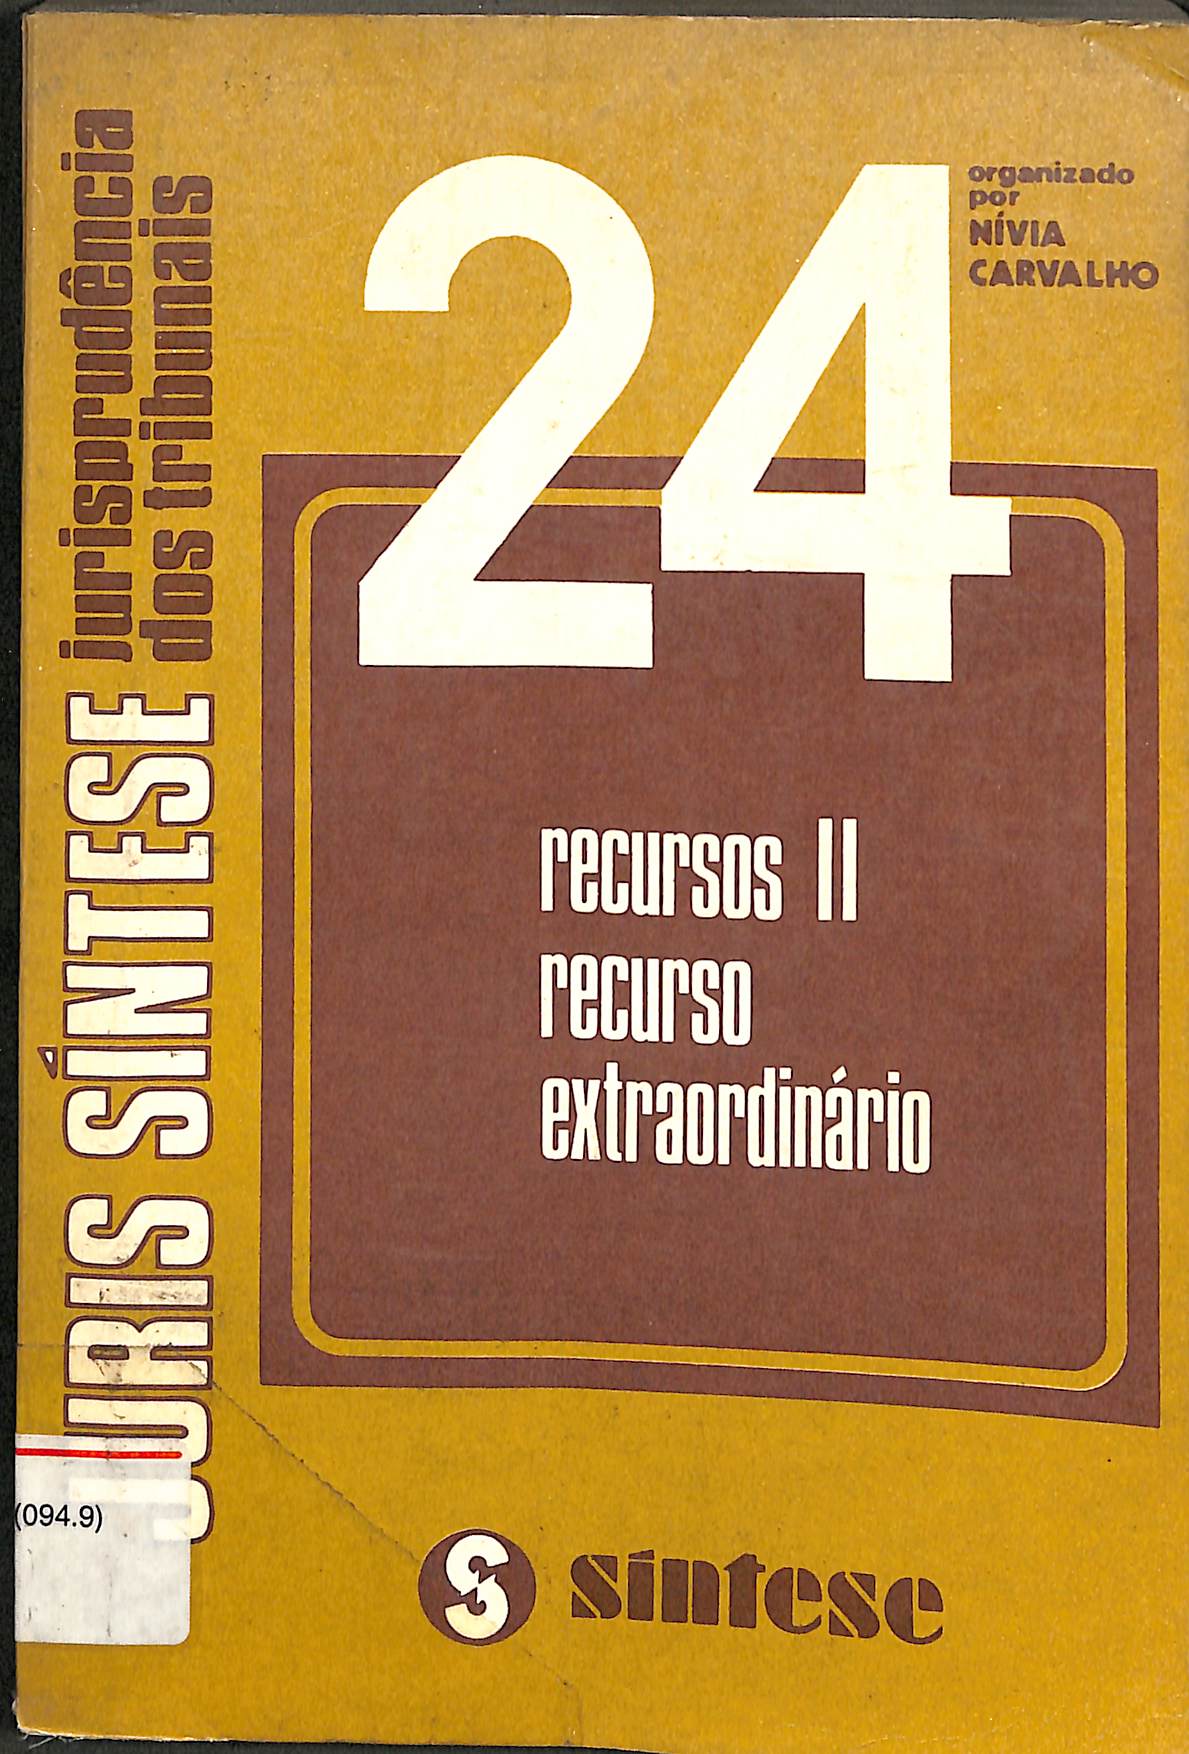 JURIS SÍNTESE jurisprudência
dos tribunais
24
organizado
por
NÍVIA
CARVALHO
recursos II
recurso
extraordinário
(094.9)
síntese